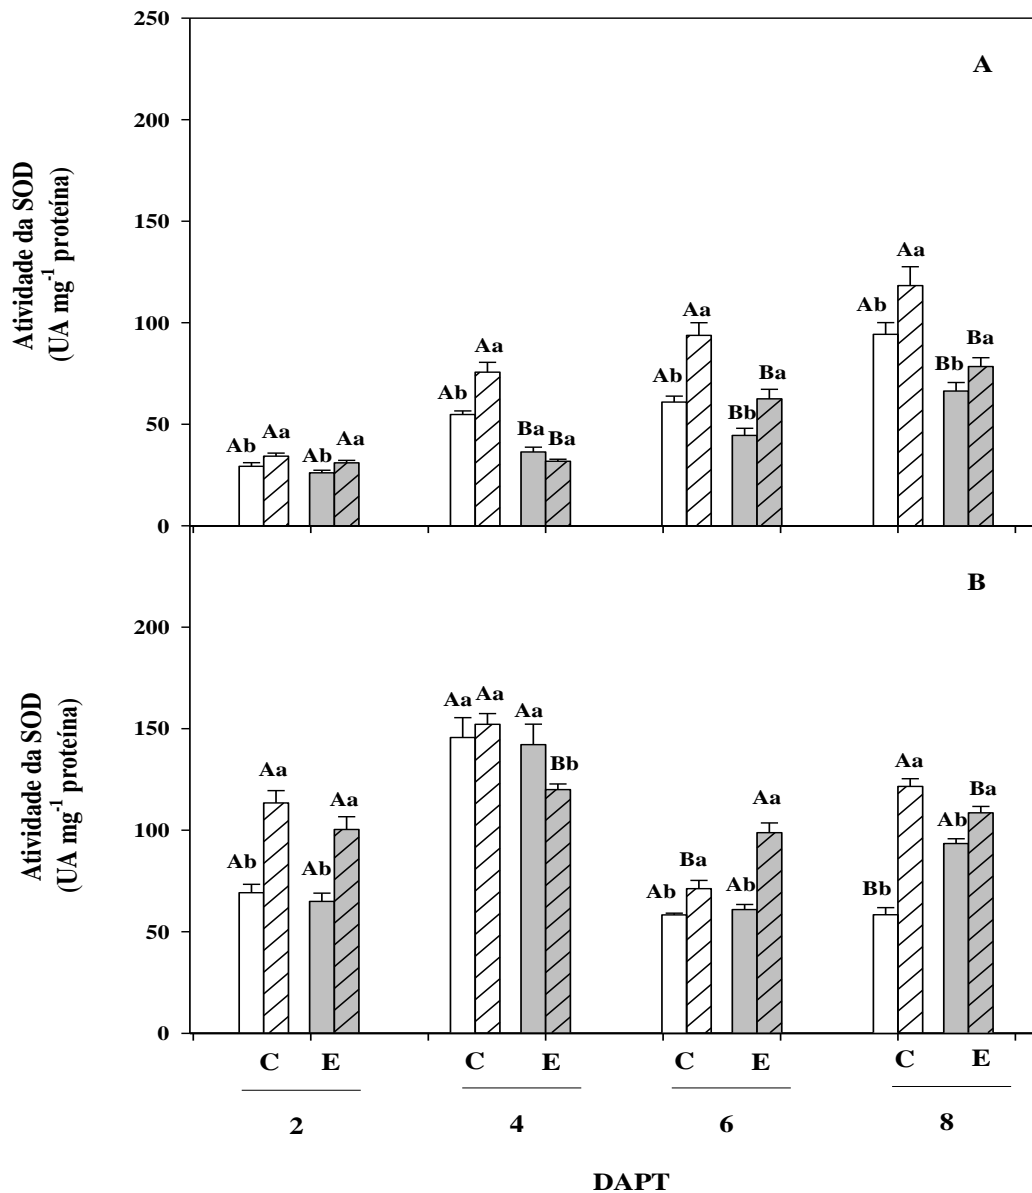 250
A
200
Atividade da SOD
(UA mg⁻¹ proteína)
150
100
50
0
Ab Aa Ab Aa
Ab Aa Ba Ba
Ab Aa Bb Ba
Ab Aa Bb Ba
B
200
Atividade da SOD
(UA mg⁻¹ proteína)
150
100
50
0
Ab Aa Ab Aa
Aa Aa Aa Bb
Ab Ba Ab Aa
Bb Aa Ab Ba
C E C E C E C E
2 4 6 8
DAPT